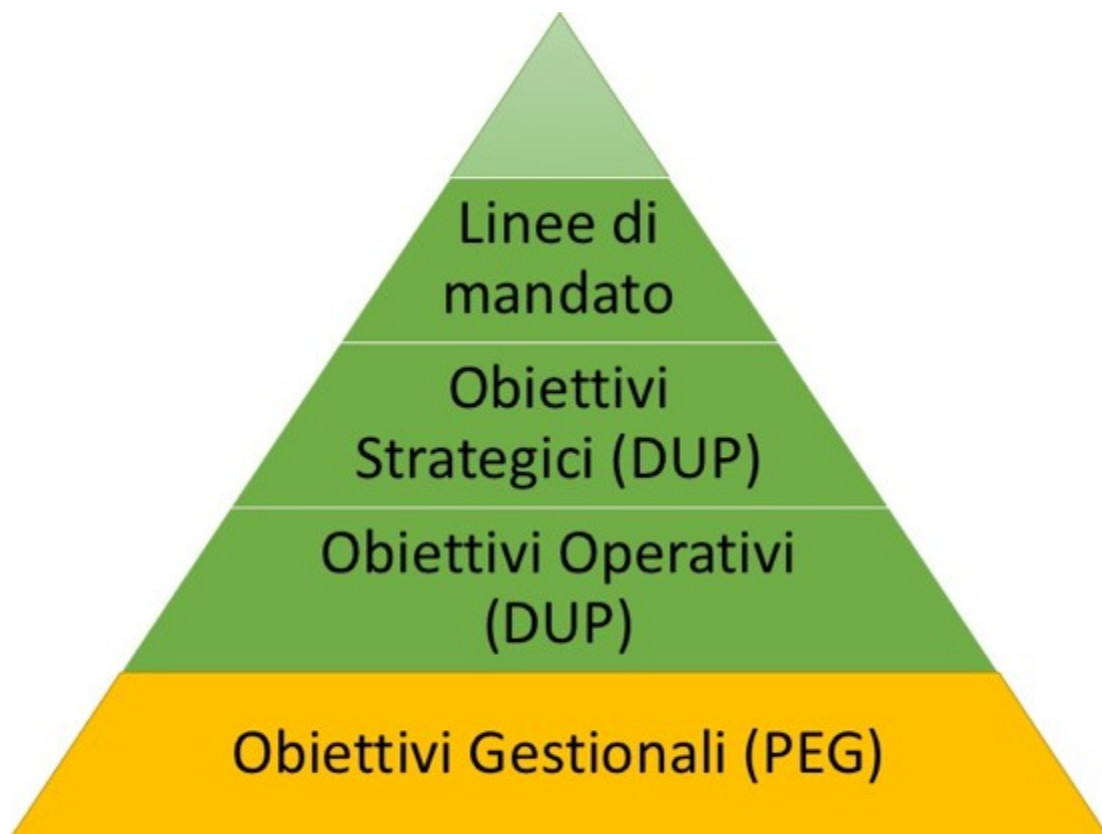 Linee di
mandato
Obiettivi
Strategici (DUP)
Obiettivi Operativi
(DUP)
Obiettivi Gestionali (PEG)